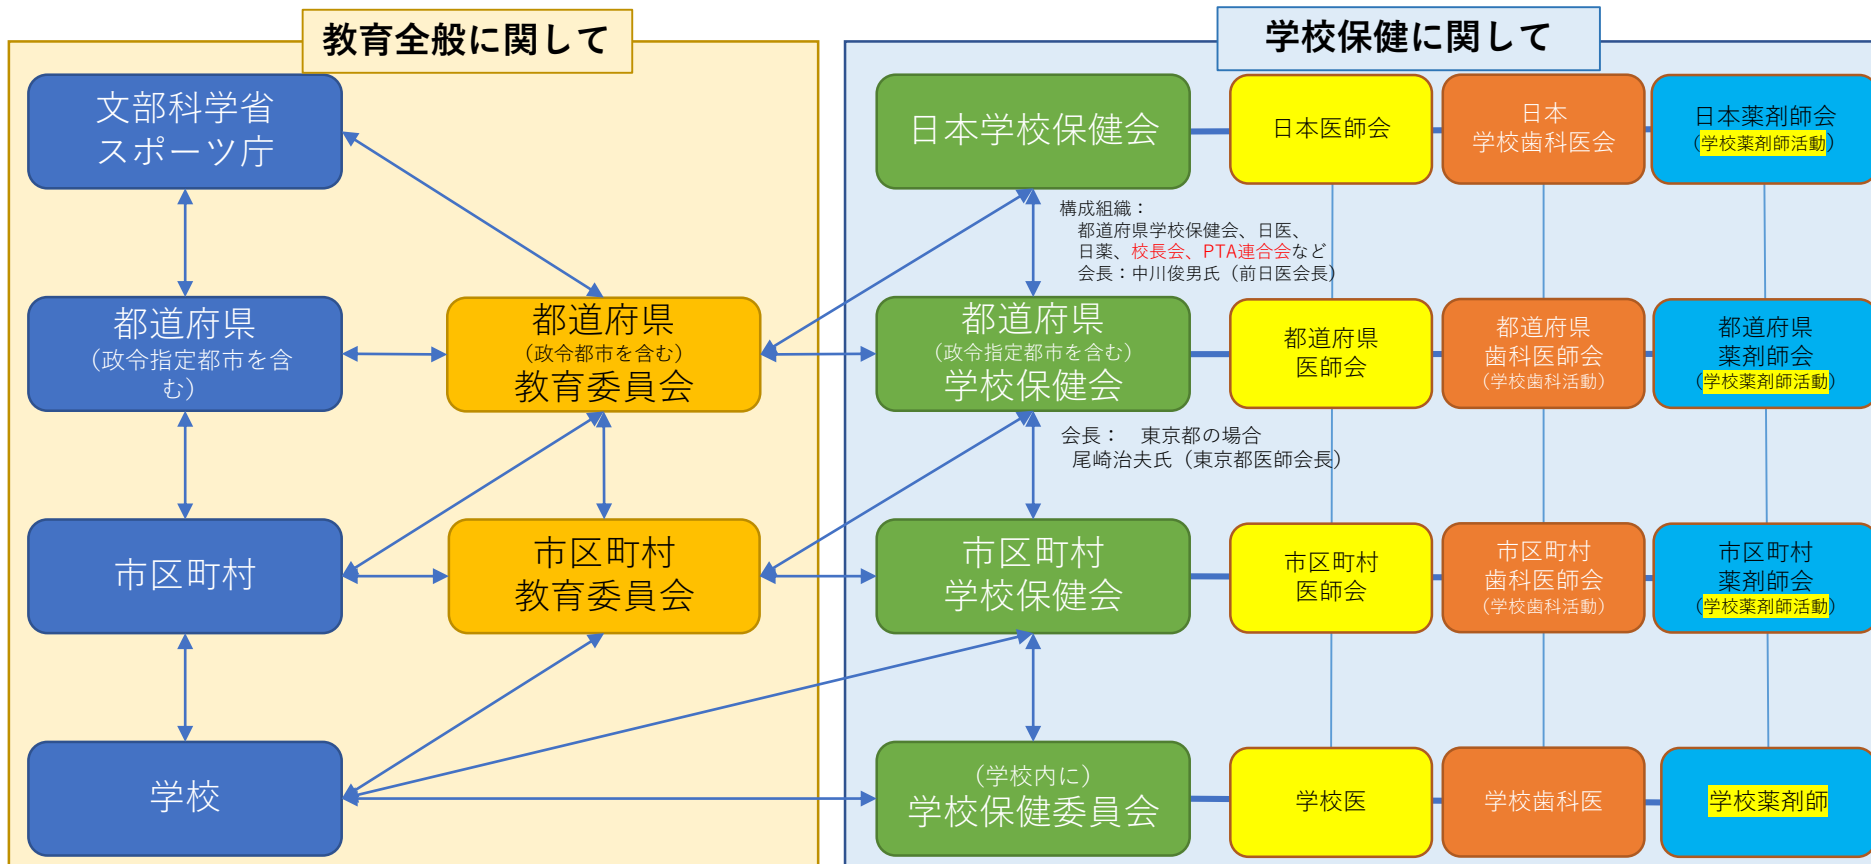 教育全般に関して
学校保健に関して
文部科学省
スポーツ庁
日本学校保健会
日本医師会
日本
学校歯科医会
日本薬剤師会
(学校薬剤師活動)
構成組織：
都道府県学校保健会、日医、
日薬、校長会、PTA連合会など
会長：中川俊男氏（前日医会長）
都道府県
（政令指定都市を含
む）
都道府県
（政令都市を含む）
教育委員会
都道府県
（政令指定都市を含む）
学校保健会
都道府県
医師会
都道府県
歯科医師会
（学校歯科活動）
都道府県
薬剤師会
(学校薬剤師活動)
会長：　東京都の場合
尾崎治夫氏（東京都医師会長）
市区町村
市区町村
教育委員会
市区町村
学校保健会
市区町村
医師会
市区町村
歯科医師会
（学校歯科活動）
市区町村
薬剤師会
(学校薬剤師活動)
学校
（学校内に）
学校保健委員会
学校医
学校歯科医
学校薬剤師